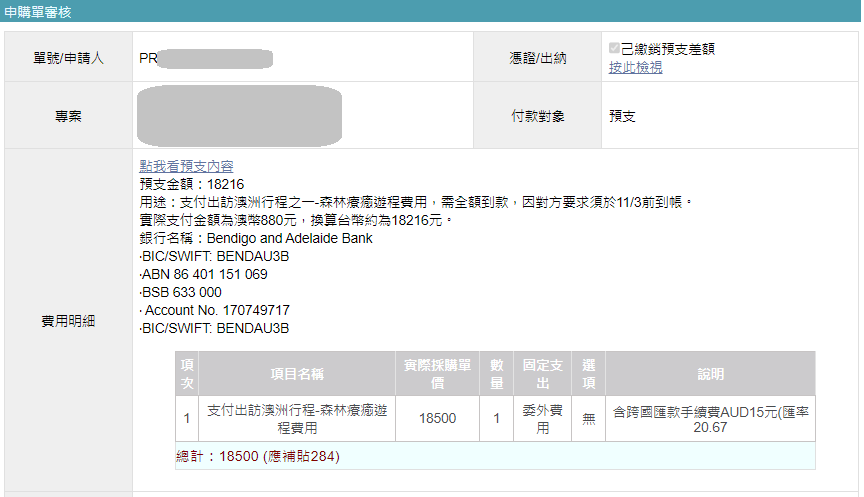 申購單審核
單號/申請人
PR
憑證/出納
已繳銷預支差額
按此檢視
專案
付款對象
預支
費用明細
點我看預支內容
預支金額：18216
用途：支付出訪澳洲行程之一-森林療癒遊程費用，需全額到款，因對方要求須於11/3前到帳。
實際支付金額為澳幣880元，換算台幣約為18216元。
銀行名稱：Bendigo and Adelaide Bank
·BIC/SWIFT: BENDAU3B
·ABN 86 401 151 069
·BSB 633 000
· Account No. 170749717
·BIC/SWIFT: BENDAU3B
項次 項目名稱 實際採購單價 數量 固定支出 選項 說明
1 支付出訪澳洲行程-森林療癒遊程費用 18500 1 委外費用 無 含跨國匯款手續費AUD15元(匯率20.67
總計：18500 (應補貼284)